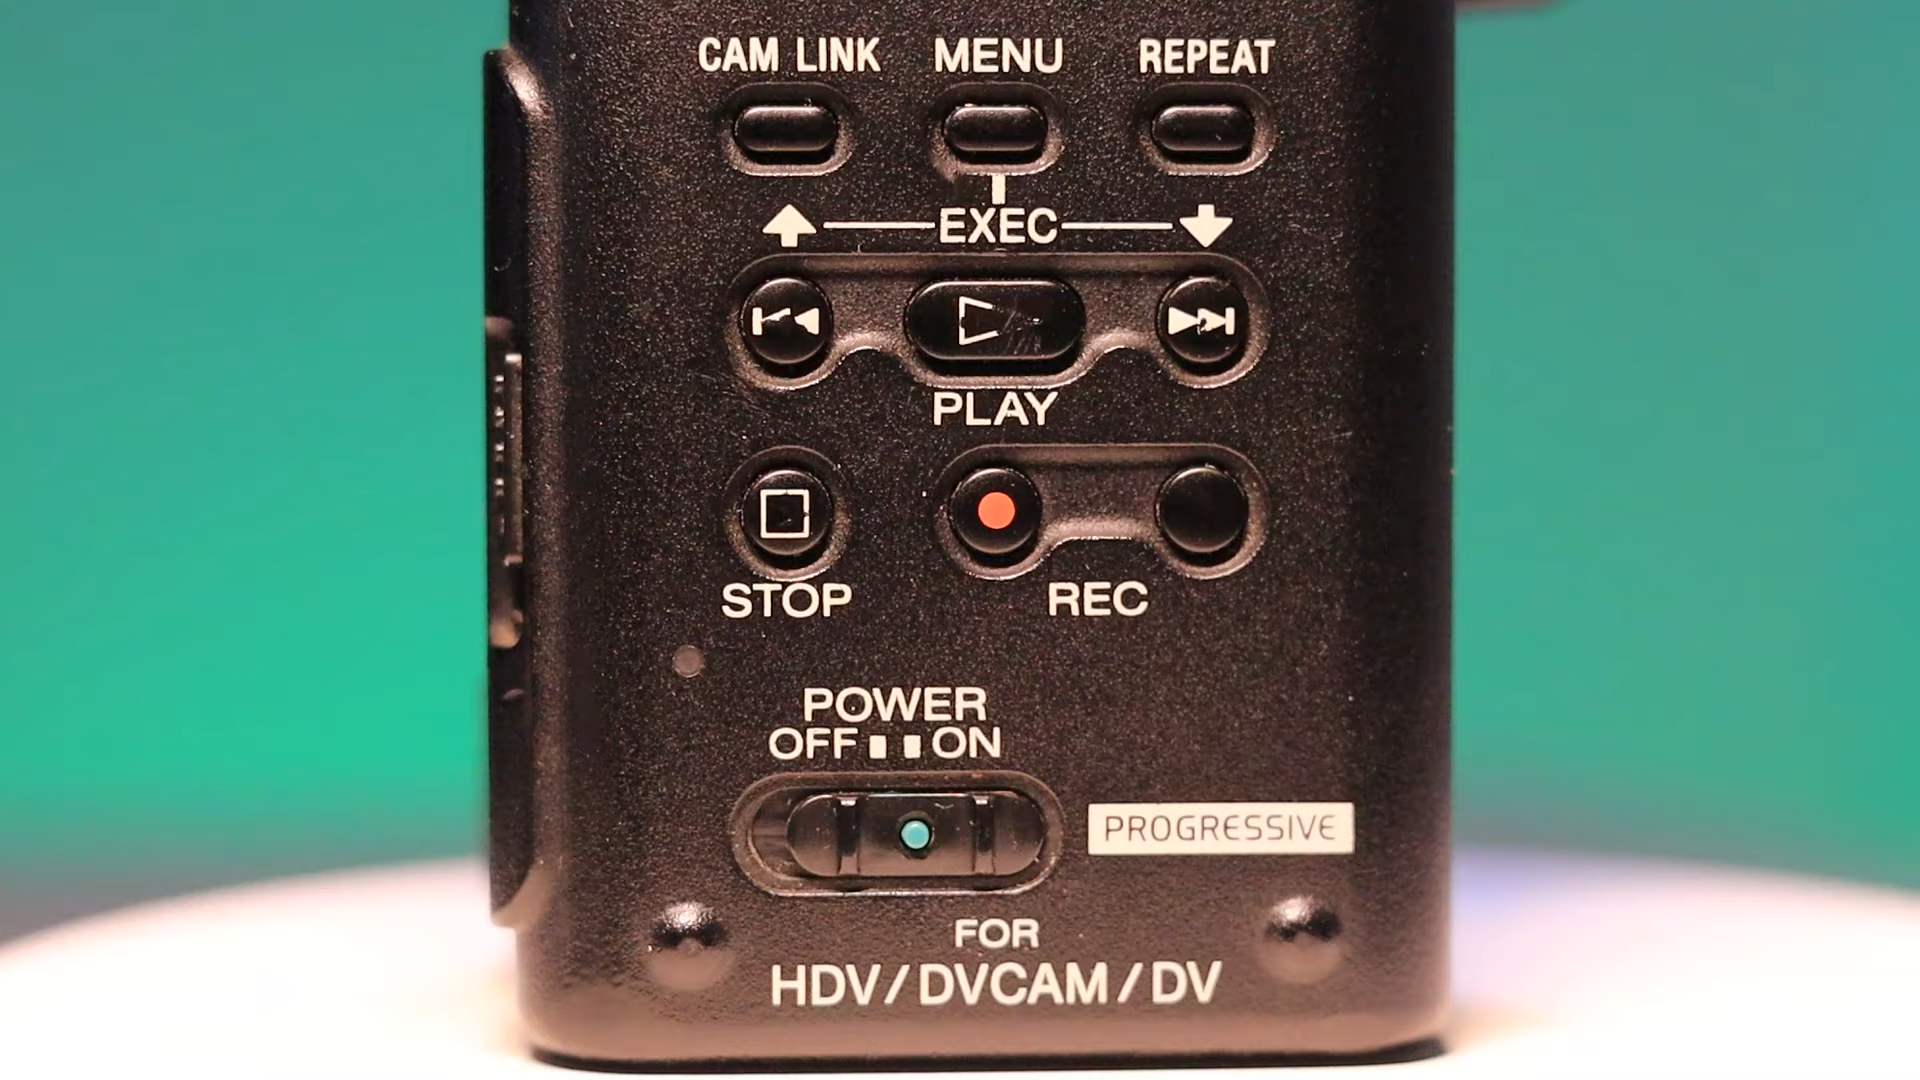 CAM LINK MENU REPEAT
EXEC
PLAY
STOP REC
POWER
OFF ON
PROGRESSIVE
FOR
HDV/DVCAM/DV